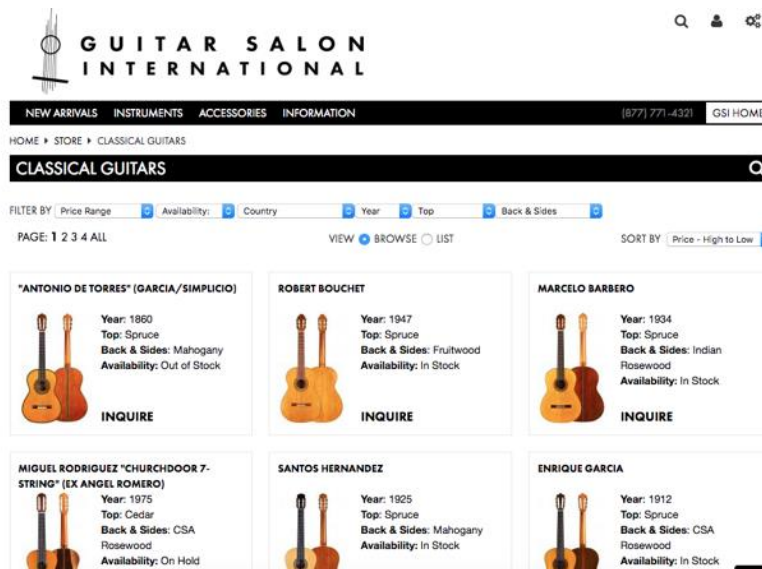 GUITAR SALON
INTERNATIONAL
NEW ARRIVALS INSTRUMENTS ACCESSORIES INFORMATION (877) 771-4321 GSI HOME
HOME ▸ STORE ▸ CLASSICAL GUITARS
CLASSICAL GUITARS
FILTER BY Price Range Availability: Country Year Top Back & Sides
PAGE: 1 2 3 4 ALL VIEW BROWSE LIST SORT BY Price - High to Low
"ANTONIO DE TORRES" (GARCIA/SIMPLICIO)
Year: 1860
Top: Spruce
Back & Sides: Mahogany
Availability: Out of Stock
INQUIRE
ROBERT BOUCHET
Year: 1947
Top: Spruce
Back & Sides: Fruitwood
Availability: In Stock
INQUIRE
MARCELO BARBERO
Year: 1934
Top: Spruce
Back & Sides: Indian
Rosewood
Availability: In Stock
INQUIRE
MIGUEL RODRIGUEZ "CHURCHDOOR 7-
STRING" (EX ANGEL ROMERO)
Year: 1975
Top: Cedar
Back & Sides: CSA
Rosewood
Availability: On Hold
SANTOS HERNANDEZ
Year: 1925
Top: Spruce
Back & Sides: Mahogany
Availability: In Stock
ENRIQUE GARCIA
Year: 1912
Top: Spruce
Back & Sides: CSA
Rosewood
Availability: In Stock